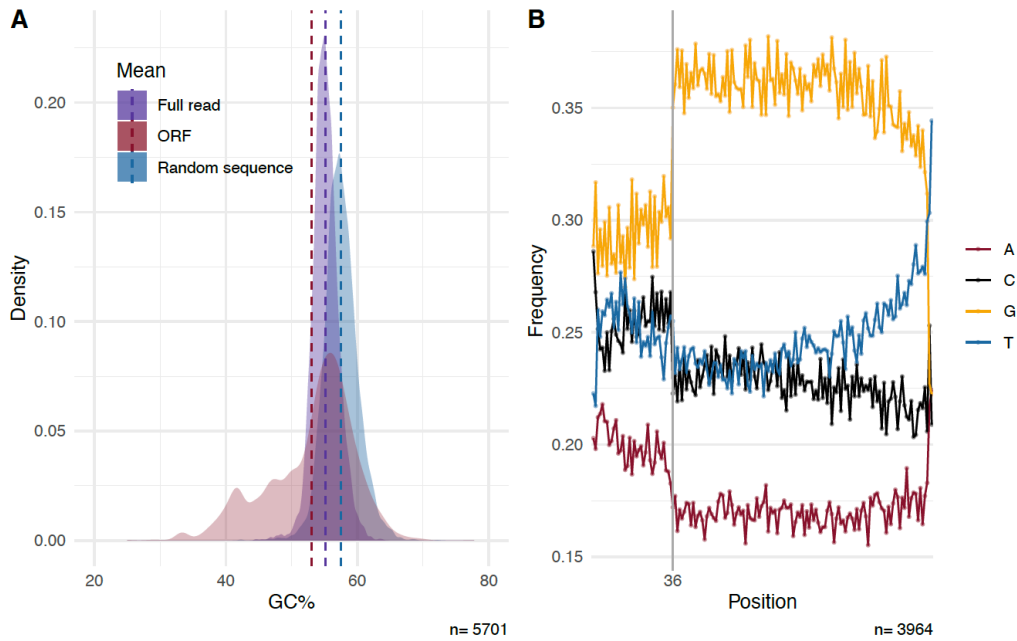 A
Density
0.20
0.15
0.10
0.05
0.00
20
40
60
80
GC%
n= 5701
Mean
Full read
ORF
Random sequence
B
Frequency
0.35
0.30
0.25
0.20
0.15
36
Position
n= 3964
A
C
G
T